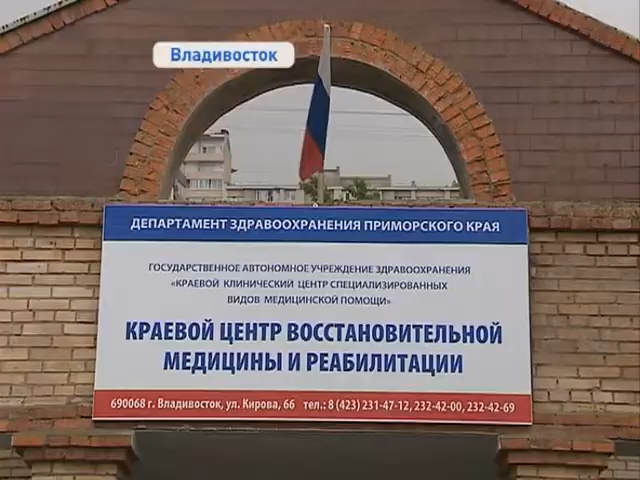 Владивосток
ДЕПАРТАМЕНТ ЗДРАВООХРАНЕНИЯ ПРИМОРСКОГО КРАЯ
ГОСУДАРСТВЕННОЕ АВТОНОМНОЕ УЧРЕЖДЕНИЕ ЗДРАВООХРАНЕНИЯ
«КРАЕВОЙ КЛИНИЧЕСКИЙ ЦЕНТР СПЕЦИАЛИЗИРОВАННЫХ
ВИДОВ МЕДИЦИНСКОЙ ПОМОЩИ»
КРАЕВОЙ ЦЕНТР ВОССТАНОВИТЕЛЬНОЙ
МЕДИЦИНЫ И РЕАБИЛИТАЦИИ
690068 г. Владивосток, ул. Кирова, 66 тел.: 8 (423) 231-47-12, 232-42-00, 232-42-69